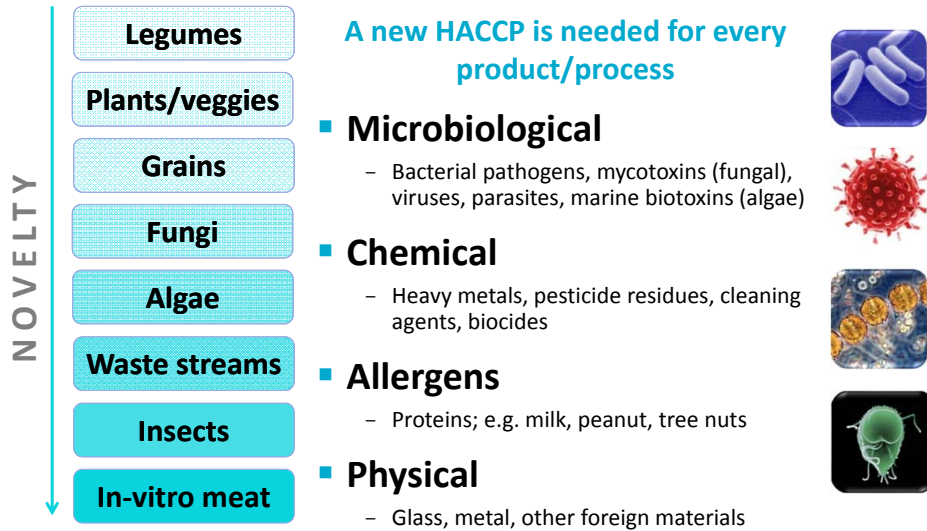 NOVELTY
Legumes
Plants/veggies
Grains
Fungi
Algae
Waste streams
Insects
In-vitro meat
A new HACCP is needed for every
product/process
▪ Microbiological
– Bacterial pathogens, mycotoxins (fungal),
viruses, parasites, marine biotoxins (algae)
▪ Chemical
– Heavy metals, pesticide residues, cleaning
agents, biocides
▪ Allergens
– Proteins; e.g. milk, peanut, tree nuts
▪ Physical
– Glass, metal, other foreign materials